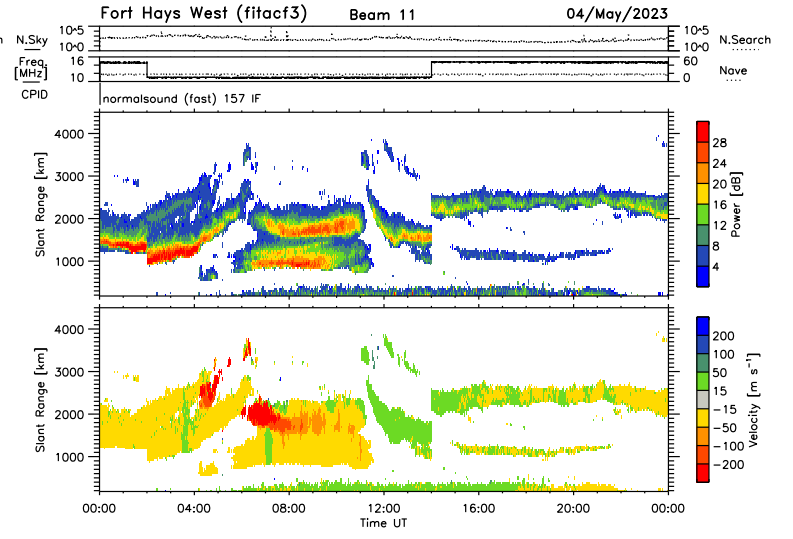 Fort Hays West (fitacf3) Beam 11 04/May/2023
n N.Sky 10^5 10^0 10^5 10^0 N.Search
Freq. [MHz] 16 10 60 0 Nave
CPID normalsound (fast) 157 IF
Slant Range [km] 4000 3000 2000 1000
28 24 20 16 12 8 4 Power [dB]
Slant Range [km] 4000 3000 2000 1000
200 100 50 15 −15 −50 −100 −200 Velocity [m s⁻¹]
00:00 04:00 08:00 12:00 16:00 20:00 00:00
Time UT